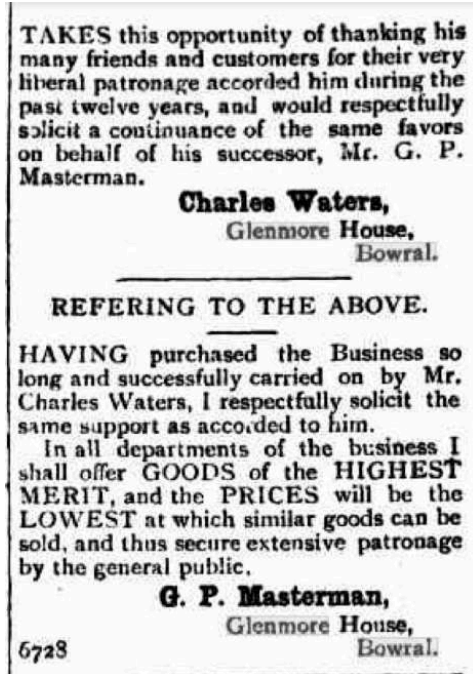 TAKES this opportunity of thanking his
many friends and customers for their very
liberal patronage accorded him during the
past twelve years, and would respectfully
solicit a continuance of the same favors
on behalf of his successor, Mr. G. P.
Masterman.
Charles Waters,
Glenmore House,
Bowral.
REFERING TO THE ABOVE.
HAVING purchased the Business so
long and successfully carried on by Mr.
Charles Waters, I respectfully solicit the
same support as accorded to him.
In all departments of the business I
shall offer GOODS of the HIGHEST
MERIT, and the PRICES will be the
LOWEST at which similar goods can be
sold, and thus secure extensive patronage
by the general public.
G. P. Masterman,
Glenmore House,
6728 Bowral.